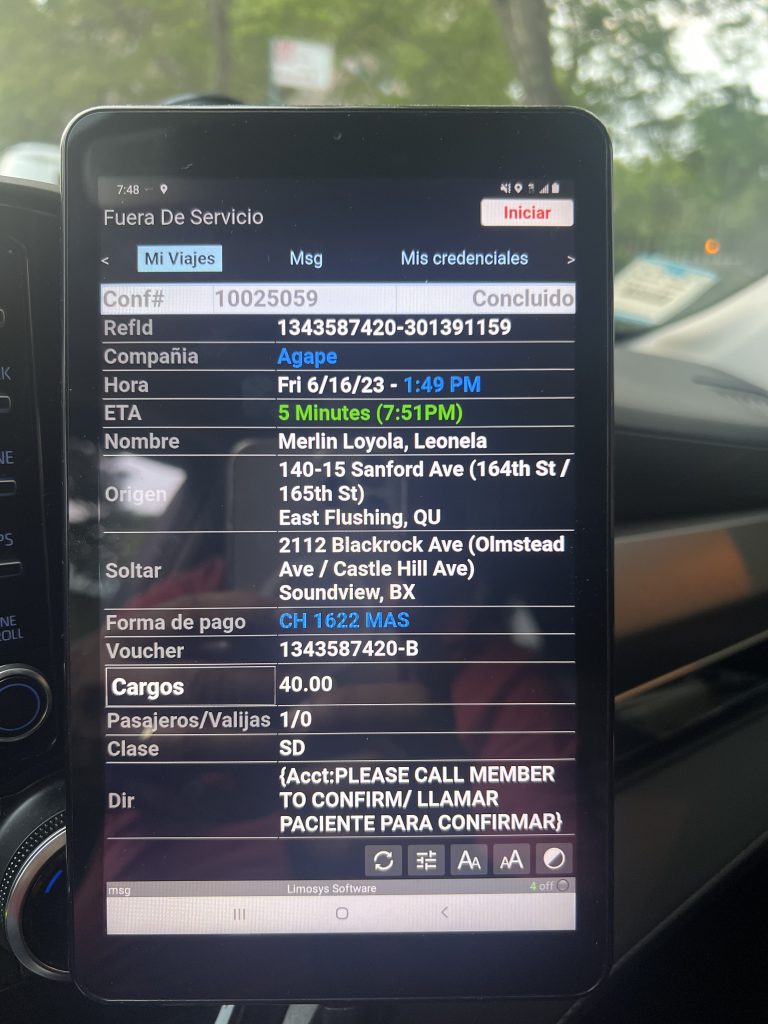 7:48
Fuera De Servicio
Iniciar
< Mi Viajes Msg Mis credenciales >
Conf# 10025059 Concluido
RefId 1343587420-301391159
Compañia Agape
Hora Fri 6/16/23 - 1:49 PM
ETA 5 Minutes (7:51PM)
Nombre Merlin Loyola, Leonela
Origen 140-15 Sanford Ave (164th St /
165th St)
East Flushing, QU
Soltar 2112 Blackrock Ave (Olmstead
Ave / Castle Hill Ave)
Soundview, BX
Forma de pago CH 1622 MAS
Voucher 1343587420-B
Cargos 40.00
Pasajeros/Valijas 1/0
Clase SD
Dir {Acct:PLEASE CALL MEMBER
TO CONFIRM/ LLAMAR
PACIENTE PARA CONFIRMAR}
AA AA
msg Limosys Software 4 off